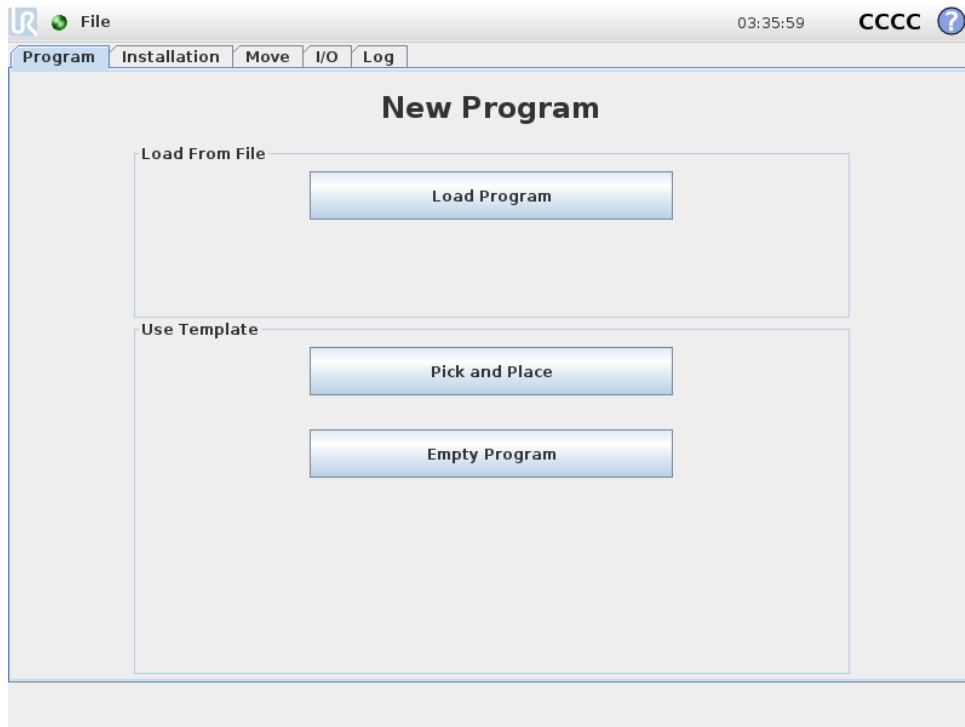 UR File 03:35:59 CCCC ?
Program Installation Move I/O Log
New Program
Load From File
Load Program
Use Template
Pick and Place
Empty Program